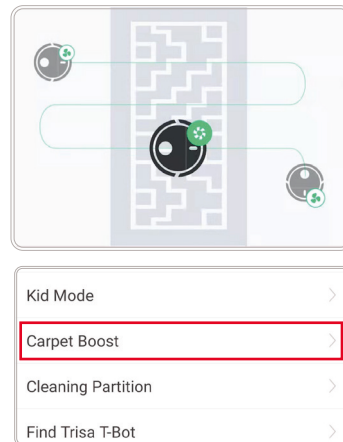 Kid Mode
Carpet Boost
Cleaning Partition
Find Trisa T-Bot